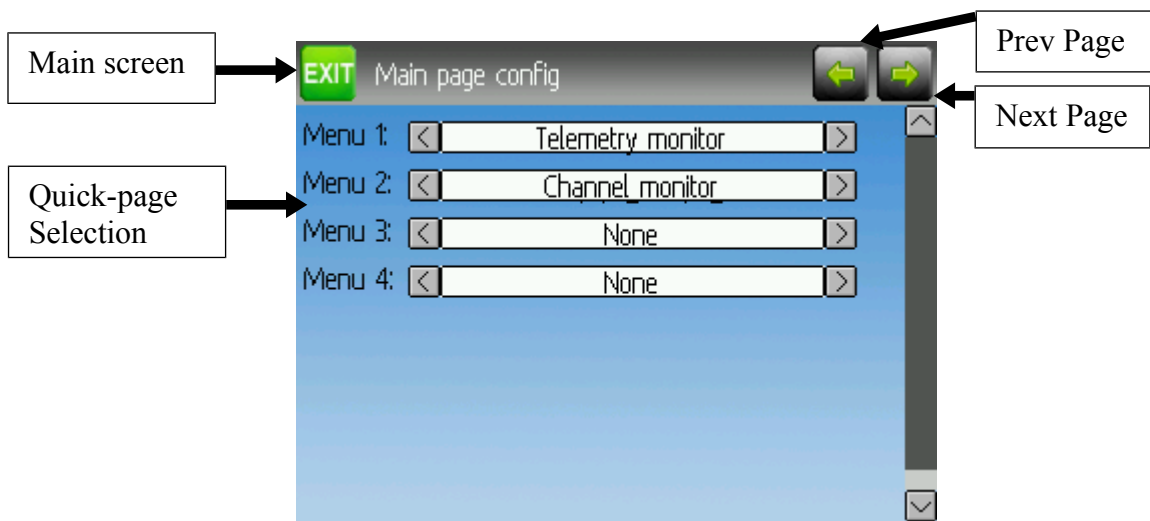 Main screen
EXIT Main page config
Prev Page
Next Page
Quick-page
Selection
Menu 1: < Telemetry monitor >
Menu 2: < Channel monitor >
Menu 3: < None >
Menu 4: < None >